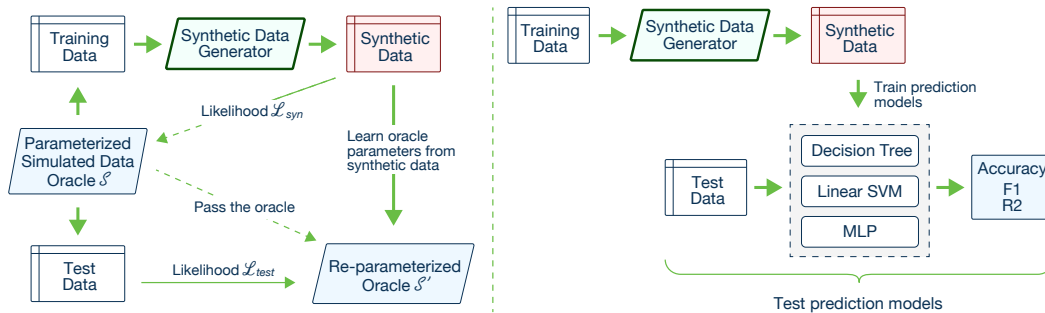 Training
Data
Synthetic Data
Generator
Synthetic
Data
Likelihood ℒsyn
Parameterized
Simulated Data
Oracle 𝒮
Learn oracle
parameters from
synthetic data
Pass the oracle
Test
Data
Likelihood ℒtest
Re-parameterized
Oracle 𝒮′
Training
Data
Synthetic Data
Generator
Synthetic
Data
Train prediction
models
Test
Data
Decision Tree
Linear SVM
MLP
Accuracy
F1
R2
Test prediction models